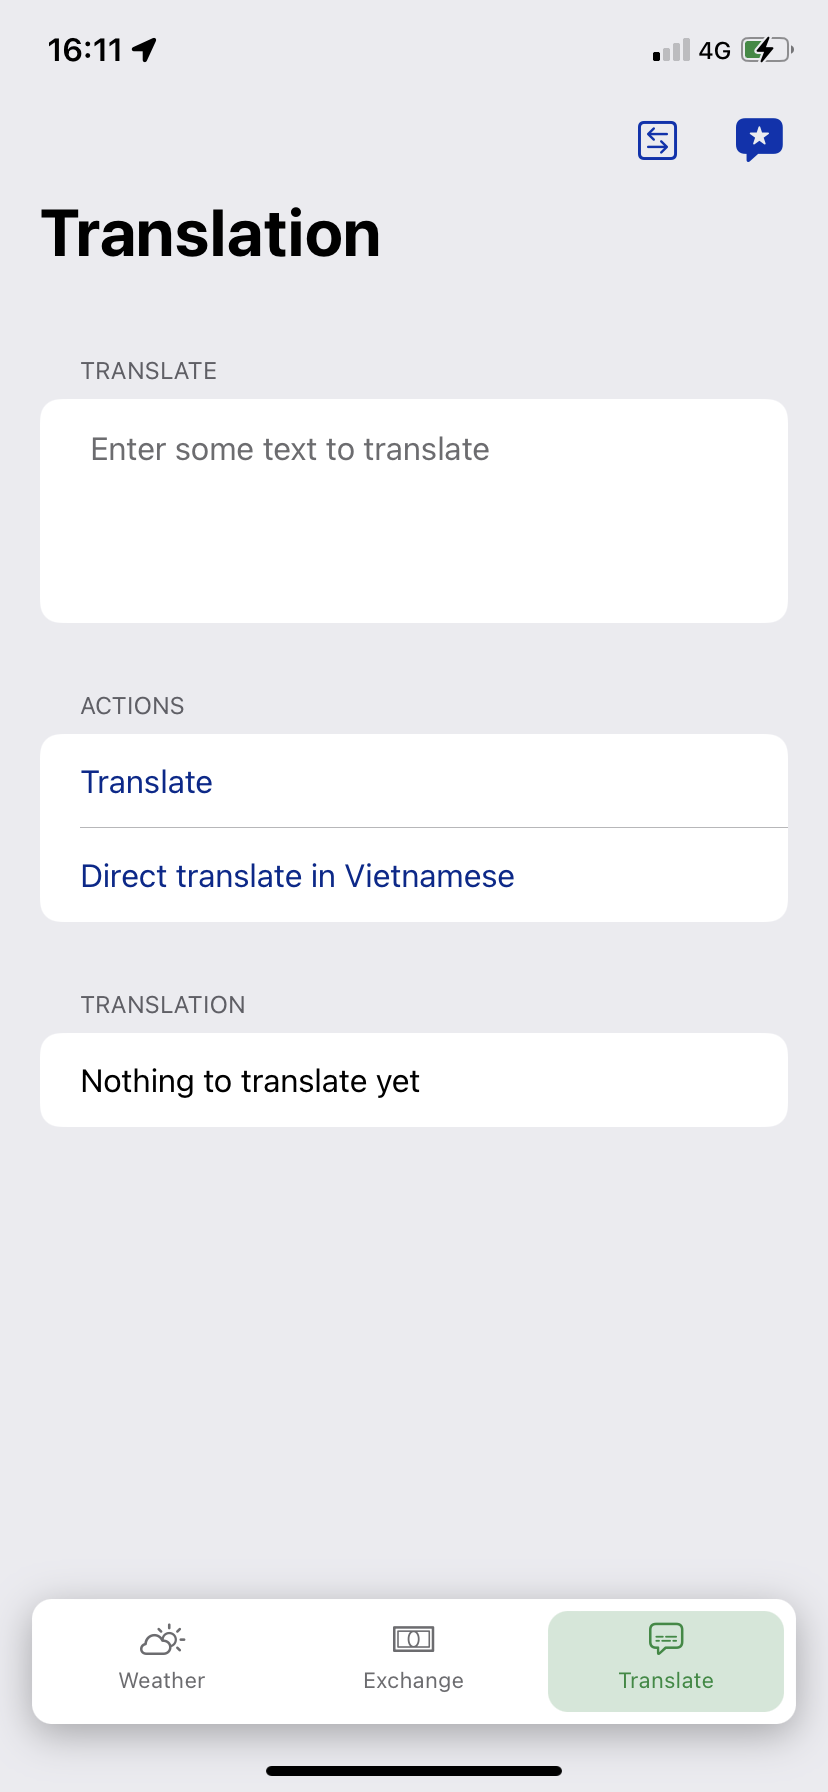 16:11
4G
Translation
TRANSLATE
Enter some text to translate
ACTIONS
Translate
Direct translate in Vietnamese
TRANSLATION
Nothing to translate yet
Weather
Exchange
Translate